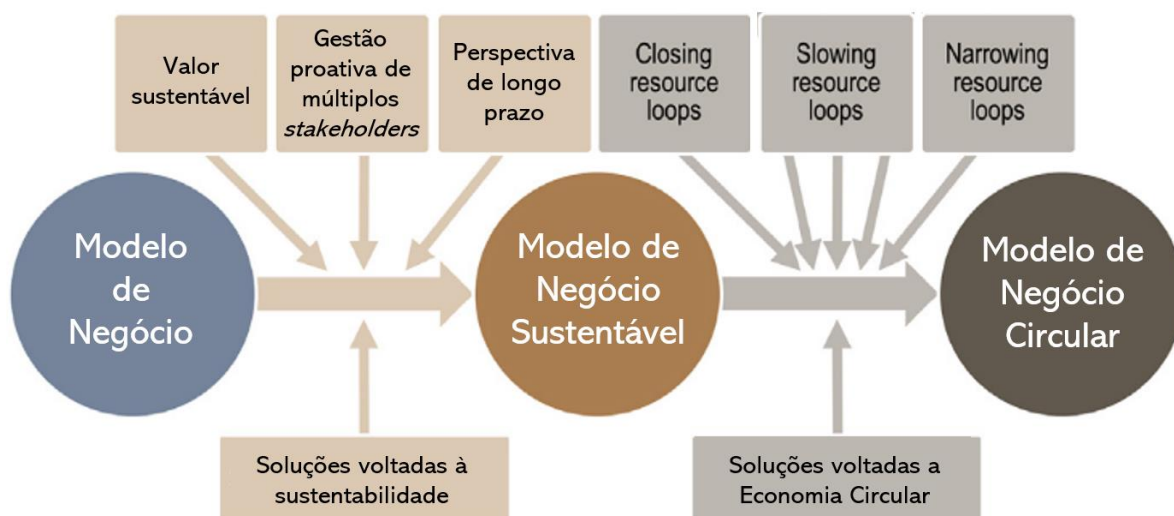 Valor
sustentável
Gestão
proativa de
múltiplos
stakeholders
Perspectiva
de longo
prazo
Closing
resource
loops
Slowing
resource
loops
Narrowing
resource
loops
Modelo
de
Negócio
Modelo de
Negócio
Sustentável
Modelo de
Negócio
Circular
Soluções voltadas à
sustentabilidade
Soluções voltadas a
Economia Circular